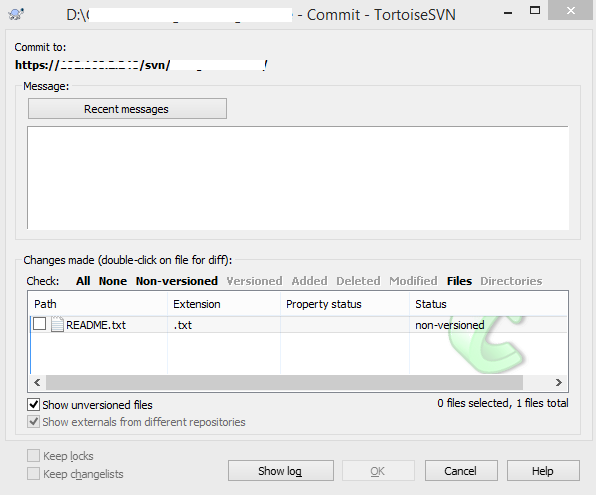 D:\ - Commit - TortoiseSVN
Commit to:
https:// /svn/ /
Message:
Recent messages
Changes made (double-click on file for diff):
Check: All None Non-versioned Versioned Added Deleted Modified Files Directories
Path Extension Property status Status
README.txt .txt non-versioned
Show unversioned files
0 files selected, 1 files total
Show externals from different repositories
Keep locks
Keep changelists
Show log OK Cancel Help